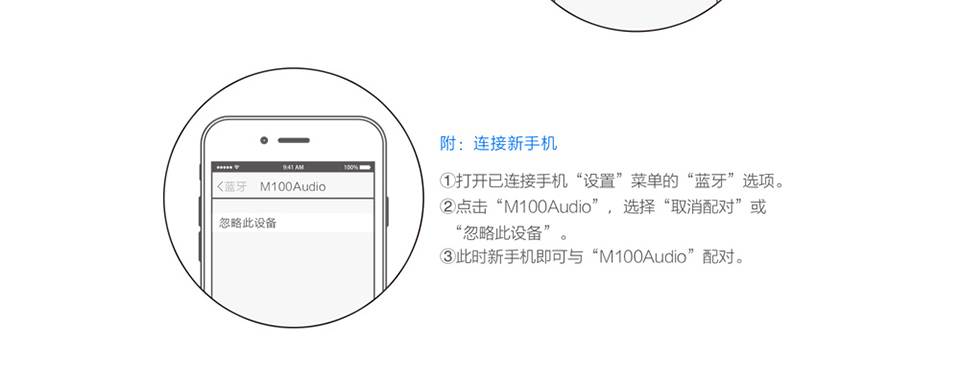 附：连接新手机
①打开已连接手机“设置”菜单的“蓝牙”选项。
②点击“M100Audio”，选择“取消配对”或
“忽略此设备”。
③此时新手机即可与“M100Audio”配对。
9:41 AM 100%
蓝牙 M100Audio
忽略此设备